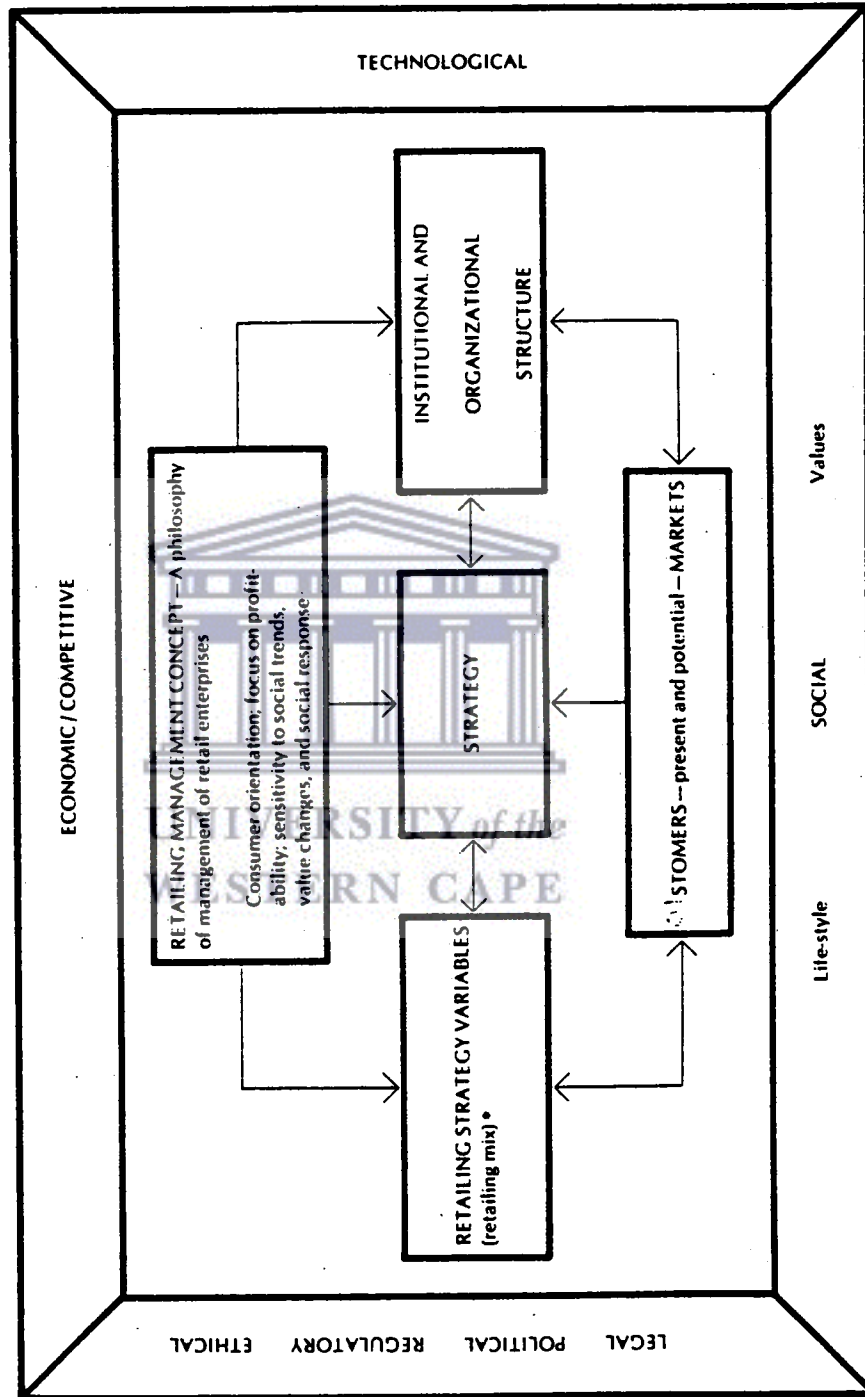 ECONOMIC / COMPETITIVE
RETAILING MANAGEMENT CONCEPT — A philosophy
of management of retail enterprises
Consumer orientation; focus on profit-
ability; sensitivity to social trends,
value changes, and social response
RETAILING STRATEGY VARIABLES
(retailing mix) *
STRATEGY
INSTITUTIONAL AND
ORGANIZATIONAL
STRUCTURE
STOMERS — present and potential — MARKETS
LEGAL POLITICAL REGULATORY ETHICAL
TECHNOLOGICAL
Life-style SOCIAL Values
UNIVERSITY of the
WESTERN CAPE